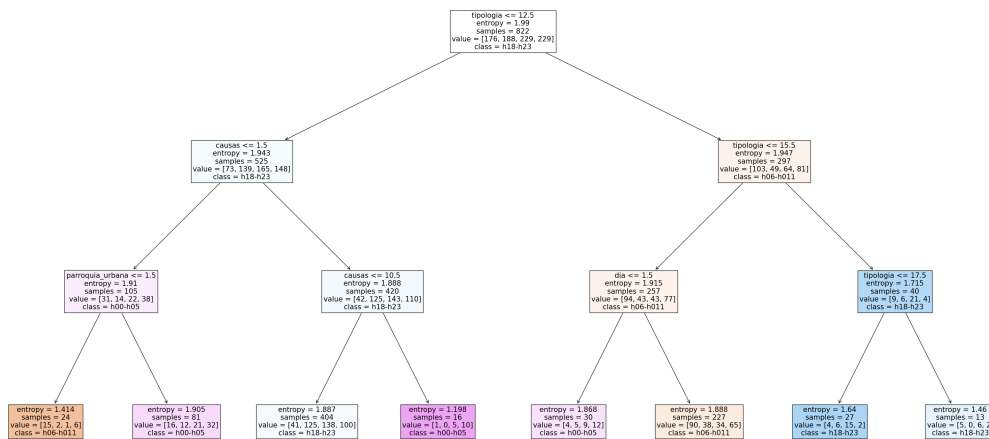 tipologia <= 12.5
entropy = 1.99
samples = 822
value = [176, 188, 229, 229]
class = h18-h23
causas <= 1.5
entropy = 1.943
samples = 525
value = [73, 139, 165, 148]
class = h18-h23
tipologia <= 15.5
entropy = 1.947
samples = 297
value = [103, 49, 64, 81]
class = h06-h011
parroquia_urbana <= 1.5
entropy = 1.91
samples = 105
value = [31, 14, 22, 38]
class = h00-h05
causas <= 10.5
entropy = 1.888
samples = 420
value = [42, 125, 143, 110]
class = h18-h23
dia <= 1.5
entropy = 1.915
samples = 257
value = [94, 43, 43, 77]
class = h06-h011
tipologia <= 17.5
entropy = 1.715
samples = 40
value = [9, 6, 21, 4]
class = h18-h23
entropy = 1.414
samples = 24
value = [15, 2, 1, 6]
class = h06-h011
entropy = 1.905
samples = 81
value = [16, 12, 21, 32]
class = h00-h05
entropy = 1.887
samples = 404
value = [41, 125, 138, 100]
class = h18-h23
entropy = 1.198
samples = 16
value = [1, 0, 5, 10]
class = h00-h05
entropy = 1.868
samples = 30
value = [4, 5, 9, 12]
class = h00-h05
entropy = 1.888
samples = 227
value = [90, 38, 34, 65]
class = h06-h011
entropy = 1.64
samples = 27
value = [4, 6, 15, 2]
class = h18-h23
entropy = 1.46
samples = 13
value = [5, 0, 6, 2
class = h18-h23